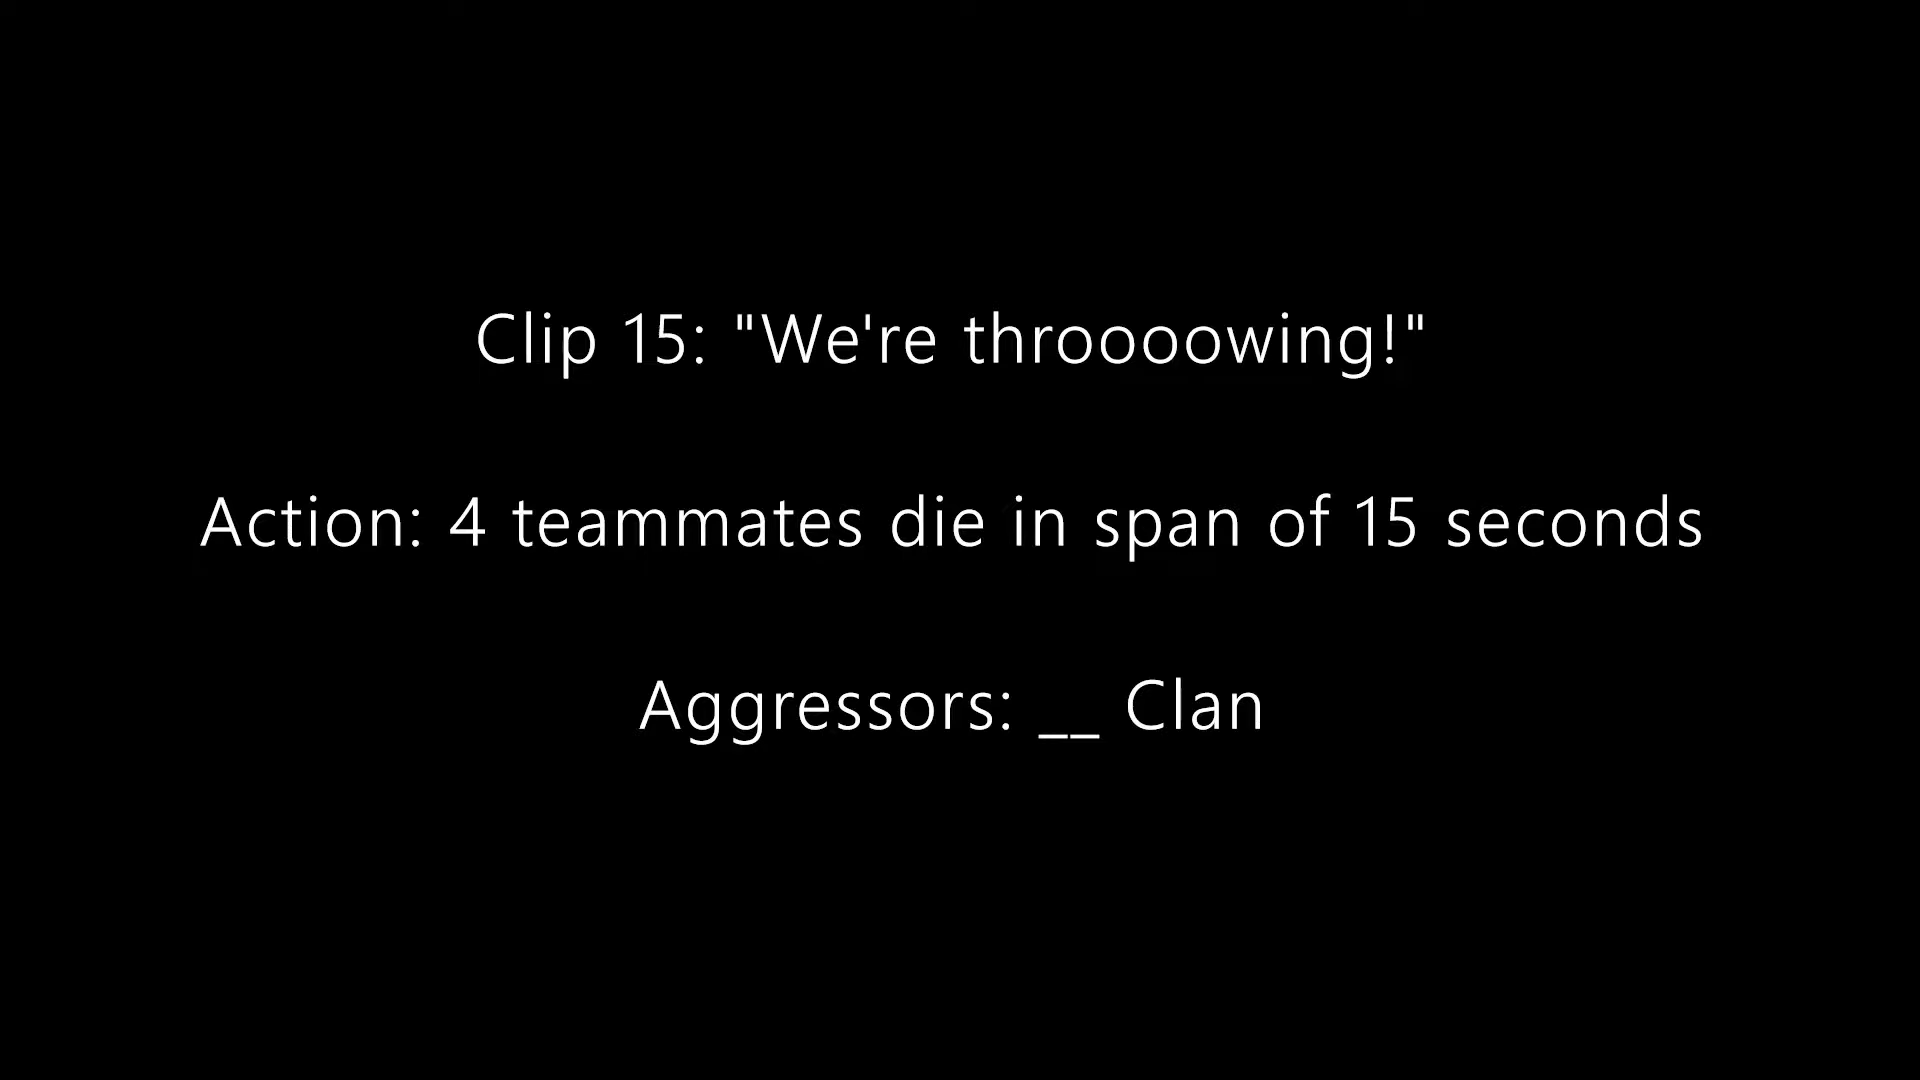 Clip 15: "We're throooowing!"
Action: 4 teammates die in span of 15 seconds
Aggressors: __ Clan